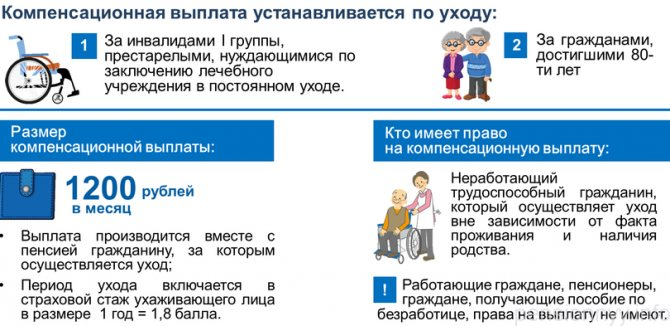 Компенсационная выплата устанавливается по уходу:
1
За инвалидами I группы,
престарелыми, нуждающимися по
заключению лечебного
учреждения в постоянном уходе.
2
За гражданами,
достигшими 80-
ти лет
Размер
компенсационной выплаты:
1200 рублей
в месяц
• Выплата производится вместе с
пенсией гражданину, за которым
осуществляется уход;
• Период ухода включается в
страховой стаж ухаживающего лица
в размере 1 год = 1,8 балла.
Кто имеет право
на компенсационную выплату:
Неработающий
трудоспособный гражданин,
который осуществляет уход
вне зависимости от факта
проживания и наличия
родства.
!
Работающие граждане, пенсионеры,
граждане, получающие пособие по
безработице, права на выплату не имеют.